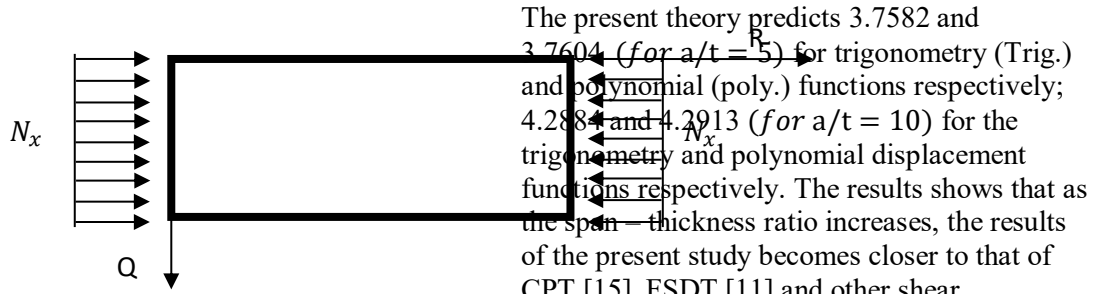 The present theory predicts 3.7582 and
R
3.7604 (for a/t = 5) for trigonometry (Trig.)
and polynomial (poly.) functions respectively;
4.2884 and 4.2913 (for a/t = 10) for the
Nₓ
Nₓ
trigonometry and polynomial displacement
functions respectively. The results shows that as
the span – thickness ratio increases, the results
of the present study becomes closer to that of
Q
CPT [15], FSDT [11] and other shear